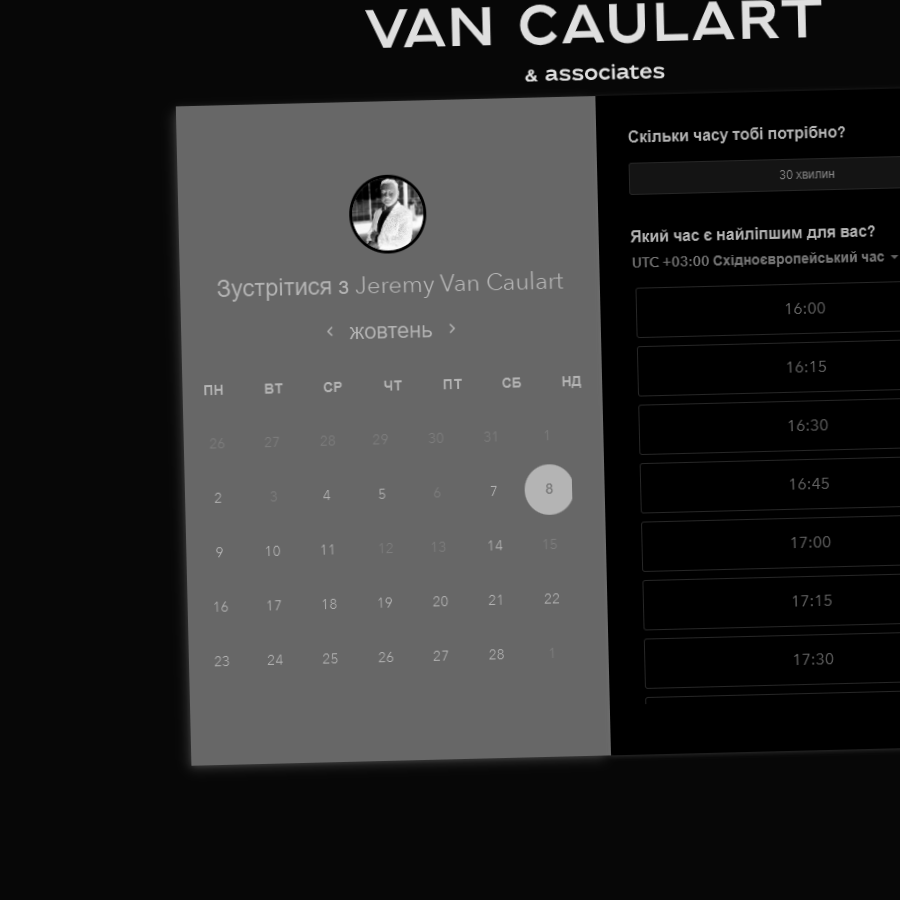 VAN CAULART
& associates
Зустрітися з Jeremy Van Caulart
‹ жовтень ›
ПН ВТ СР ЧТ ПТ СБ НД
26 27 28 29 30 31 1
2 3 4 5 6 7 8
9 10 11 12 13 14 15
16 17 18 19 20 21 22
23 24 25 26 27 28 1
Скільки часу тобі потрібно?
30 хвилин
Який час є найліпшим для вас?
UTC +03:00 Східноєвропейський час
16:00
16:15
16:30
16:45
17:00
17:15
17:30